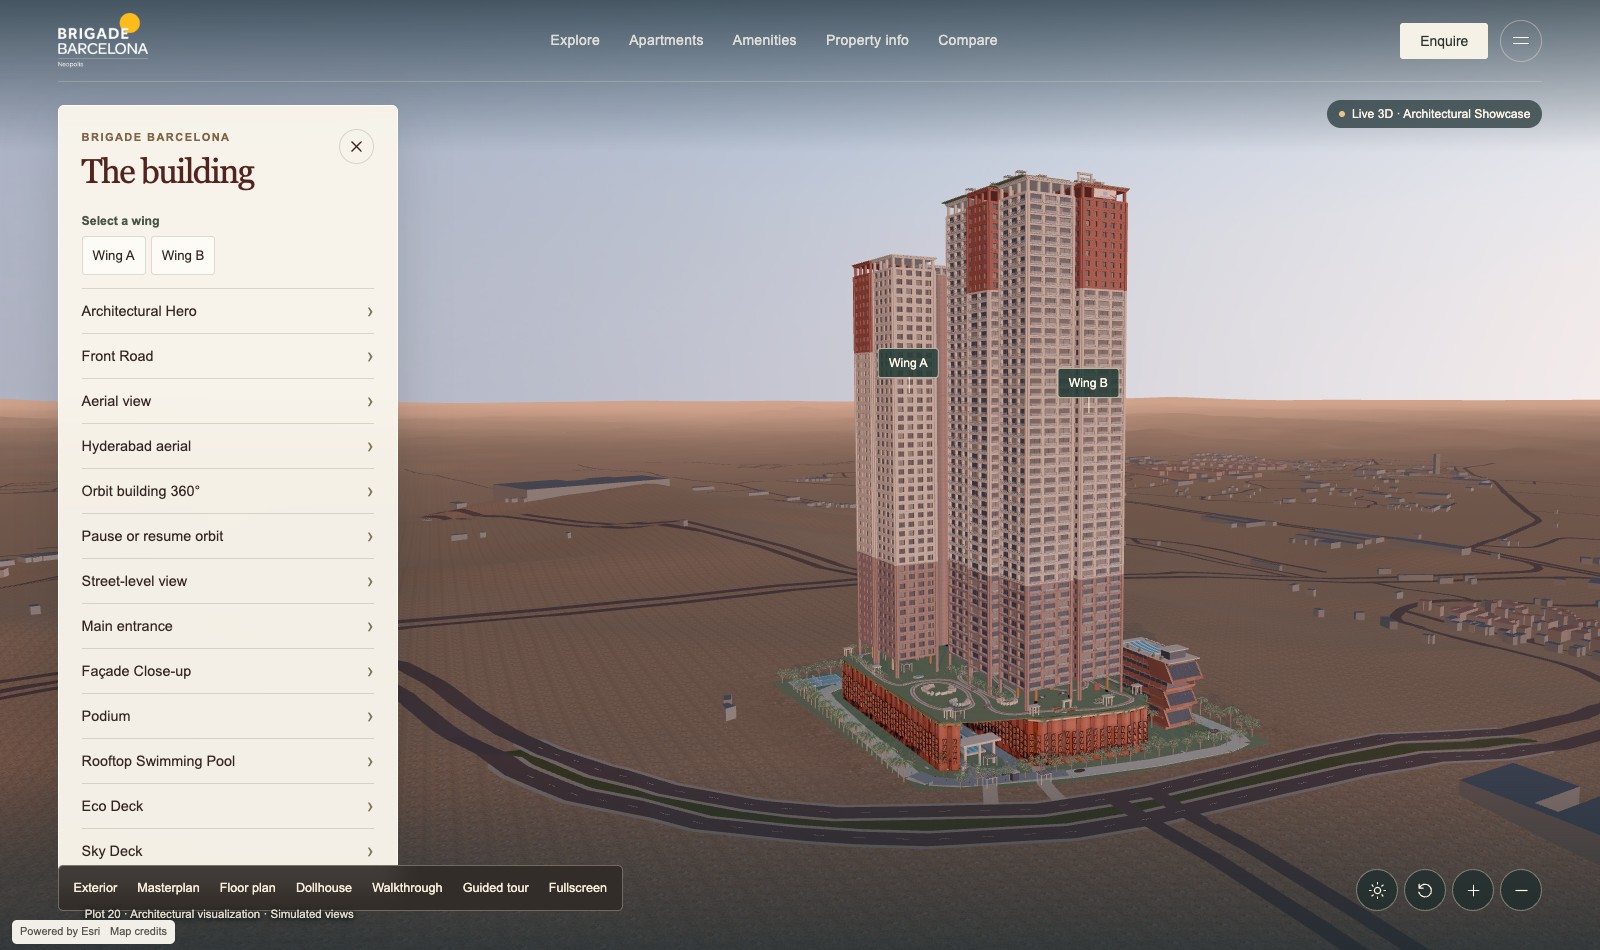 BRIGADE
BARCELONA
Neopolis
Explore
Apartments
Amenities
Property info
Compare
Enquire
Live 3D · Architectural Showcase
BRIGADE BARCELONA
The building
Select a wing
Wing A
Wing B
Architectural Hero
Front Road
Aerial view
Hyderabad aerial
Orbit building 360°
Pause or resume orbit
Street-level view
Main entrance
Façade Close-up
Podium
Rooftop Swimming Pool
Eco Deck
Sky Deck
Wing A
Wing B
Exterior
Masterplan
Floor plan
Dollhouse
Walkthrough
Guided tour
Fullscreen
Plot 20 · Architectural visualization · Simulated views
Powered by Esri
Map credits